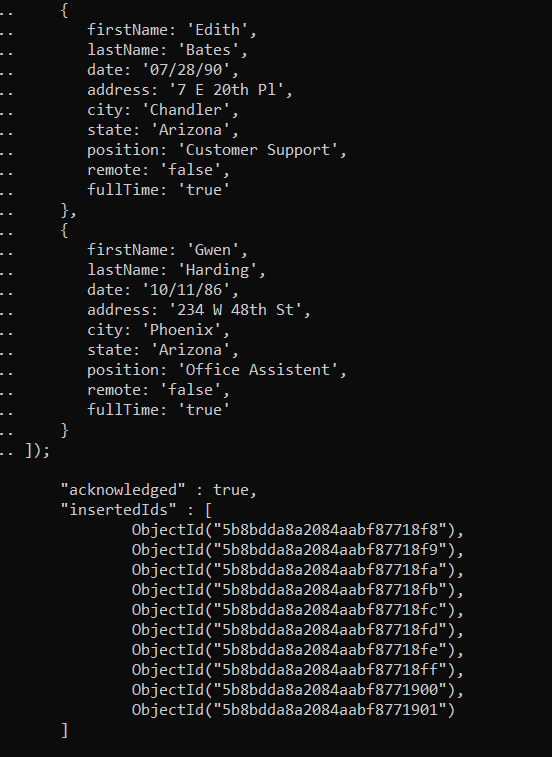 ..     {
..        firstName: 'Edith',
..        lastName: 'Bates',
..        date: '07/28/90',
..        address: '7 E 20th Pl',
..        city: 'Chandler',
..        state: 'Arizona',
..        position: 'Customer Support',
..        remote: 'false',
..        fullTime: 'true'
..     },
..     {
..        firstName: 'Gwen',
..        lastName: 'Harding',
..        date: '10/11/86',
..        address: '234 W 48th St',
..        city: 'Phoenix',
..        state: 'Arizona',
..        position: 'Office Assistent',
..        remote: 'false',
..        fullTime: 'true'
..     }
.. ]);
"acknowledged" : true,
"insertedIds" : [
ObjectId("5b8bdda8a2084aabf87718f8"),
ObjectId("5b8bdda8a2084aabf87718f9"),
ObjectId("5b8bdda8a2084aabf87718fa"),
ObjectId("5b8bdda8a2084aabf87718fb"),
ObjectId("5b8bdda8a2084aabf87718fc"),
ObjectId("5b8bdda8a2084aabf87718fd"),
ObjectId("5b8bdda8a2084aabf87718fe"),
ObjectId("5b8bdda8a2084aabf87718ff"),
ObjectId("5b8bdda8a2084aabf8771900"),
ObjectId("5b8bdda8a2084aabf8771901")
]